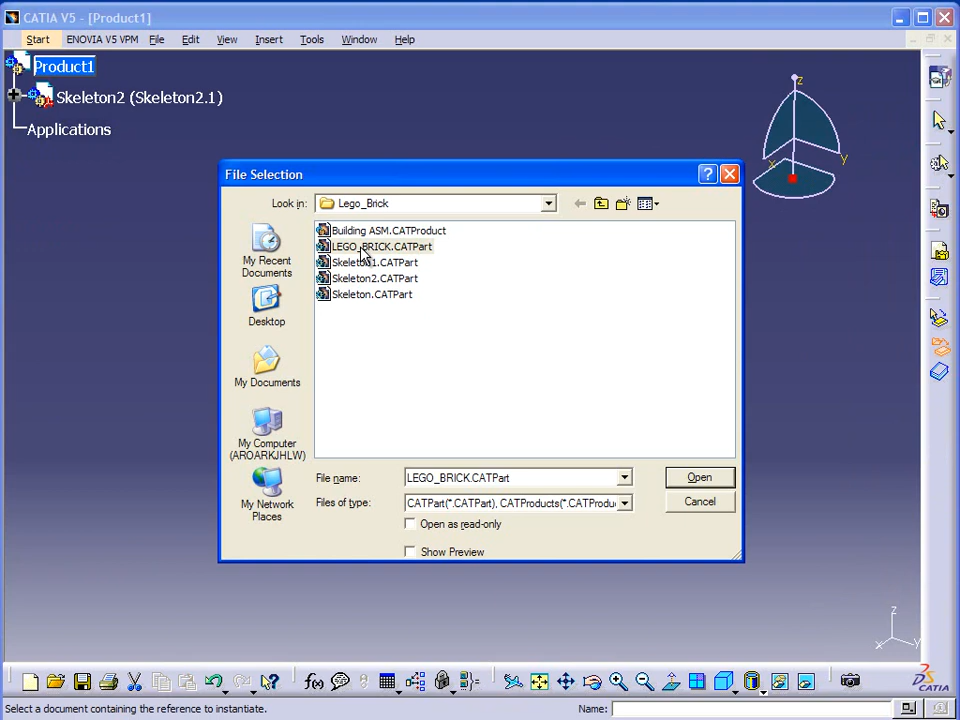 CATIA V5 - [Product1]
Start ENOVIA V5 VPM File Edit View Insert Tools Window Help
Product1
Skeleton2 (Skeleton2.1)
Applications
z
x
y
File Selection
Look in: Lego_Brick
Building ASM.CATProduct
LEGO_BRICK.CATPart
Skeleton1.CATPart
Skeleton2.CATPart
Skeleton.CATPart
My Recent
Documents
Desktop
My Documents
My Computer
(AROARKJHLW)
My Network
Places
File name: LEGO_BRICK.CATPart Open
Files of type: CATPart(*.CATPart), CATProducts(*.CATProdu Cancel
Open as read-only
Show Preview
z
x
y
f(x)
CATIA
Select a document containing the reference to instantiate. Name: